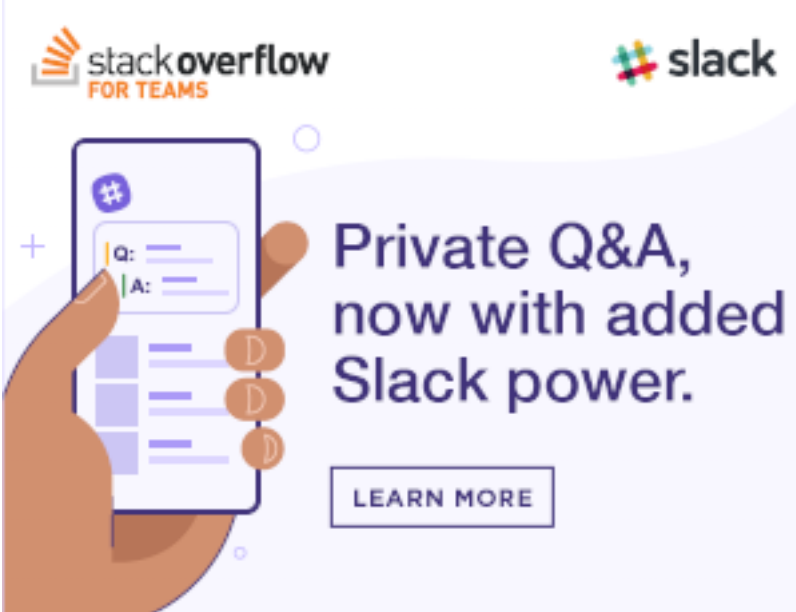 stackoverflow
FOR TEAMS
slack
Q:
A:
Private Q&A,
now with added
Slack power.
LEARN MORE